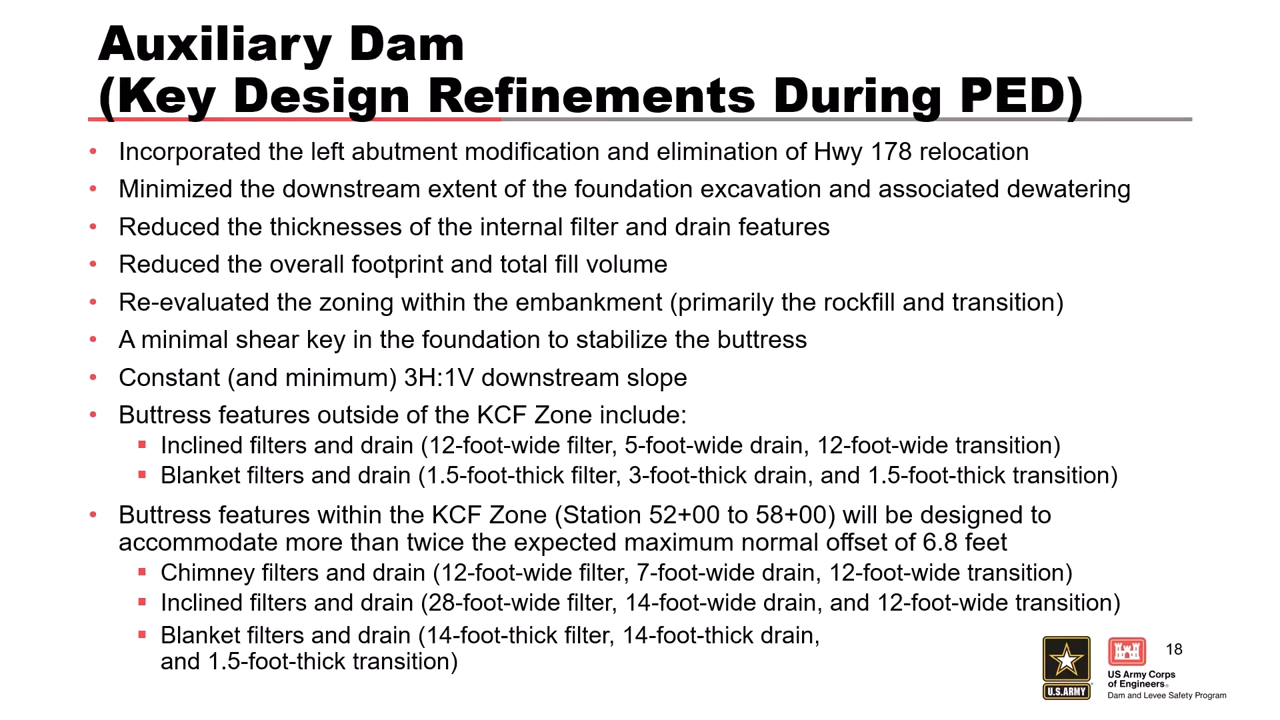 Auxiliary Dam
(Key Design Refinements During PED)
• Incorporated the left abutment modification and elimination of Hwy 178 relocation
• Minimized the downstream extent of the foundation excavation and associated dewatering
• Reduced the thicknesses of the internal filter and drain features
• Reduced the overall footprint and total fill volume
• Re-evaluated the zoning within the embankment (primarily the rockfill and transition)
• A minimal shear key in the foundation to stabilize the buttress
• Constant (and minimum) 3H:1V downstream slope
• Buttress features outside of the KCF Zone include:
▪ Inclined filters and drain (12-foot-wide filter, 5-foot-wide drain, 12-foot-wide transition)
▪ Blanket filters and drain (1.5-foot-thick filter, 3-foot-thick drain, and 1.5-foot-thick transition)
• Buttress features within the KCF Zone (Station 52+00 to 58+00) will be designed to
accommodate more than twice the expected maximum normal offset of 6.8 feet
▪ Chimney filters and drain (12-foot-wide filter, 7-foot-wide drain, 12-foot-wide transition)
▪ Inclined filters and drain (28-foot-wide filter, 14-foot-wide drain, and 12-foot-wide transition)
▪ Blanket filters and drain (14-foot-thick filter, 14-foot-thick drain,
and 1.5-foot-thick transition)
18
U.S.ARMY
US Army Corps
of Engineers®
Dam and Levee Safety Program